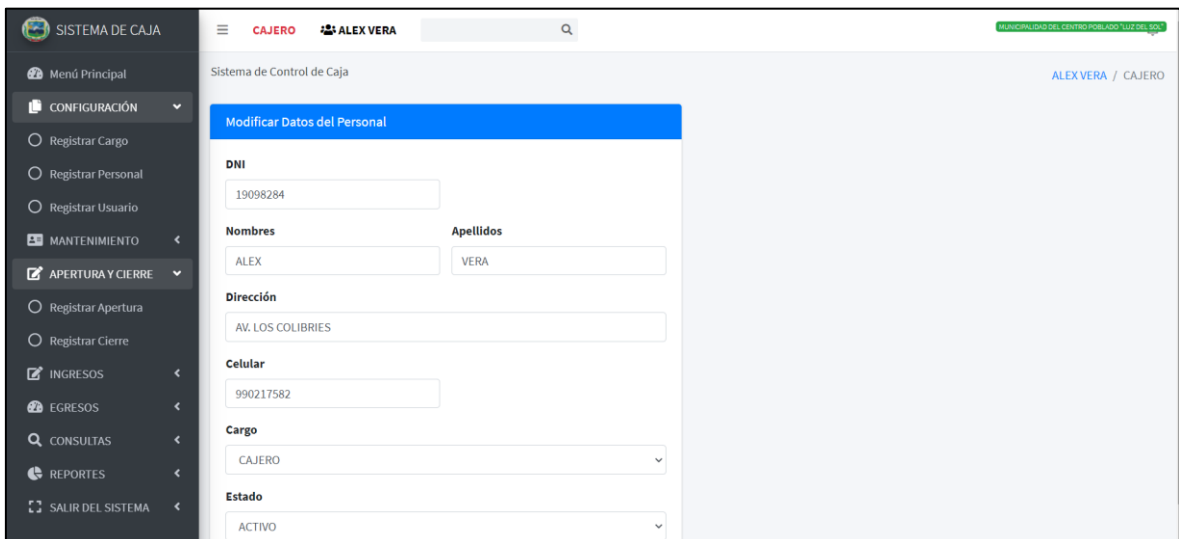 SISTEMA DE CAJA
CAJERO ALEX VERA
MUNICIPALIDAD DEL CENTRO POBLADO "LUZ DEL SOL"
Menú Principal
CONFIGURACIÓN
Registrar Cargo
Registrar Personal
Registrar Usuario
MANTENIMIENTO
APERTURA Y CIERRE
Registrar Apertura
Registrar Cierre
INGRESOS
EGRESOS
CONSULTAS
REPORTES
SALIR DEL SISTEMA
Sistema de Control de Caja
ALEX VERA / CAJERO
Modificar Datos del Personal
DNI
19098284
Nombres Apellidos
ALEX VERA
Dirección
AV. LOS COLIBRIES
Celular
990217582
Cargo
CAJERO
Estado
ACTIVO